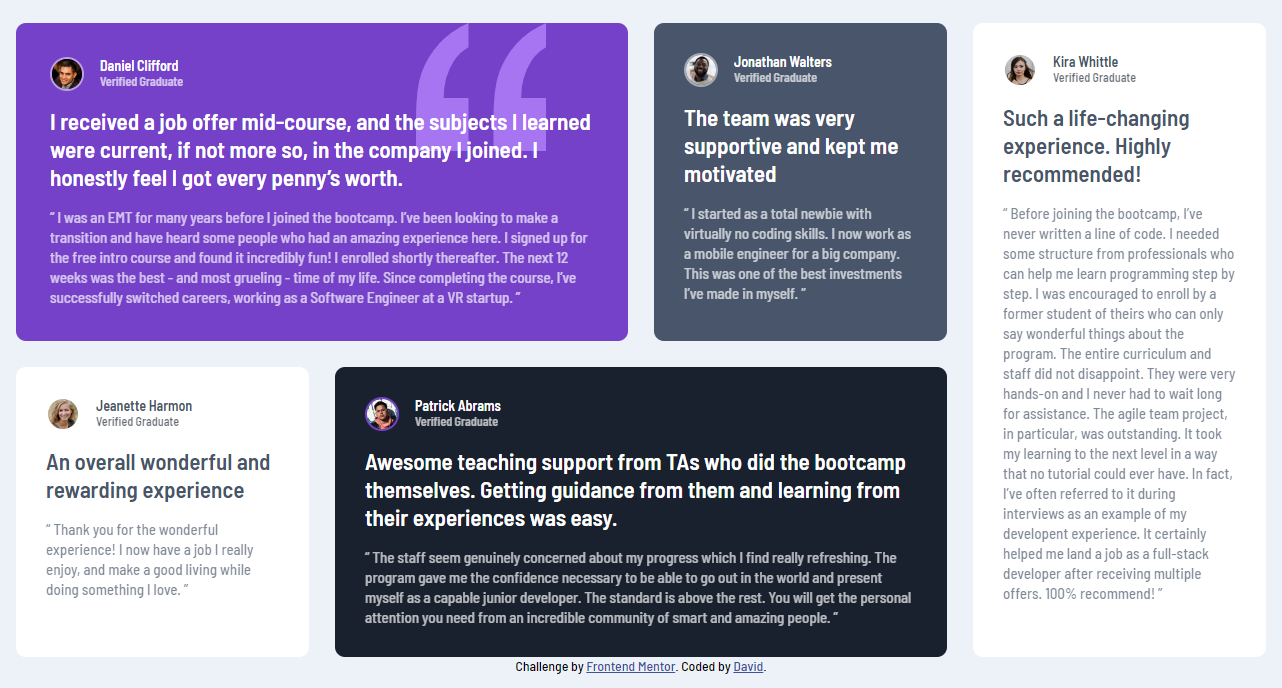 Daniel Clifford
Verified Graduate
I received a job offer mid-course, and the subjects I learned
were current, if not more so, in the company I joined. I
honestly feel I got every penny’s worth.
“ I was an EMT for many years before I joined the bootcamp. I’ve been looking to make a
transition and have heard some people who had an amazing experience here. I signed up for
the free intro course and found it incredibly fun! I enrolled shortly thereafter. The next 12
weeks was the best - and most grueling - time of my life. Since completing the course, I’ve
successfully switched careers, working as a Software Engineer at a VR startup. ”
Jonathan Walters
Verified Graduate
The team was very
supportive and kept me
motivated
“ I started as a total newbie with
virtually no coding skills. I now work as
a mobile engineer for a big company.
This was one of the best investments
I’ve made in myself. ”
Kira Whittle
Verified Graduate
Such a life-changing
experience. Highly
recommended!
“ Before joining the bootcamp, I’ve
never written a line of code. I needed
some structure from professionals who
can help me learn programming step by
step. I was encouraged to enroll by a
former student of theirs who can only
say wonderful things about the
program. The entire curriculum and
staff did not disappoint. They were very
hands-on and I never had to wait long
for assistance. The agile team project,
in particular, was outstanding. It took
my learning to the next level in a way
that no tutorial could ever have. In fact,
I’ve often referred to it during
interviews as an example of my
developent experience. It certainly
helped me land a job as a full-stack
developer after receiving multiple
offers. 100% recommend! ”
Jeanette Harmon
Verified Graduate
An overall wonderful and
rewarding experience
“ Thank you for the wonderful
experience! I now have a job I really
enjoy, and make a good living while
doing something I love. ”
Patrick Abrams
Verified Graduate
Awesome teaching support from TAs who did the bootcamp
themselves. Getting guidance from them and learning from
their experiences was easy.
“ The staff seem genuinely concerned about my progress which I find really refreshing. The
program gave me the confidence necessary to be able to go out in the world and present
myself as a capable junior developer. The standard is above the rest. You will get the personal
attention you need from an incredible community of smart and amazing people. ”
Challenge by Frontend Mentor. Coded by David.